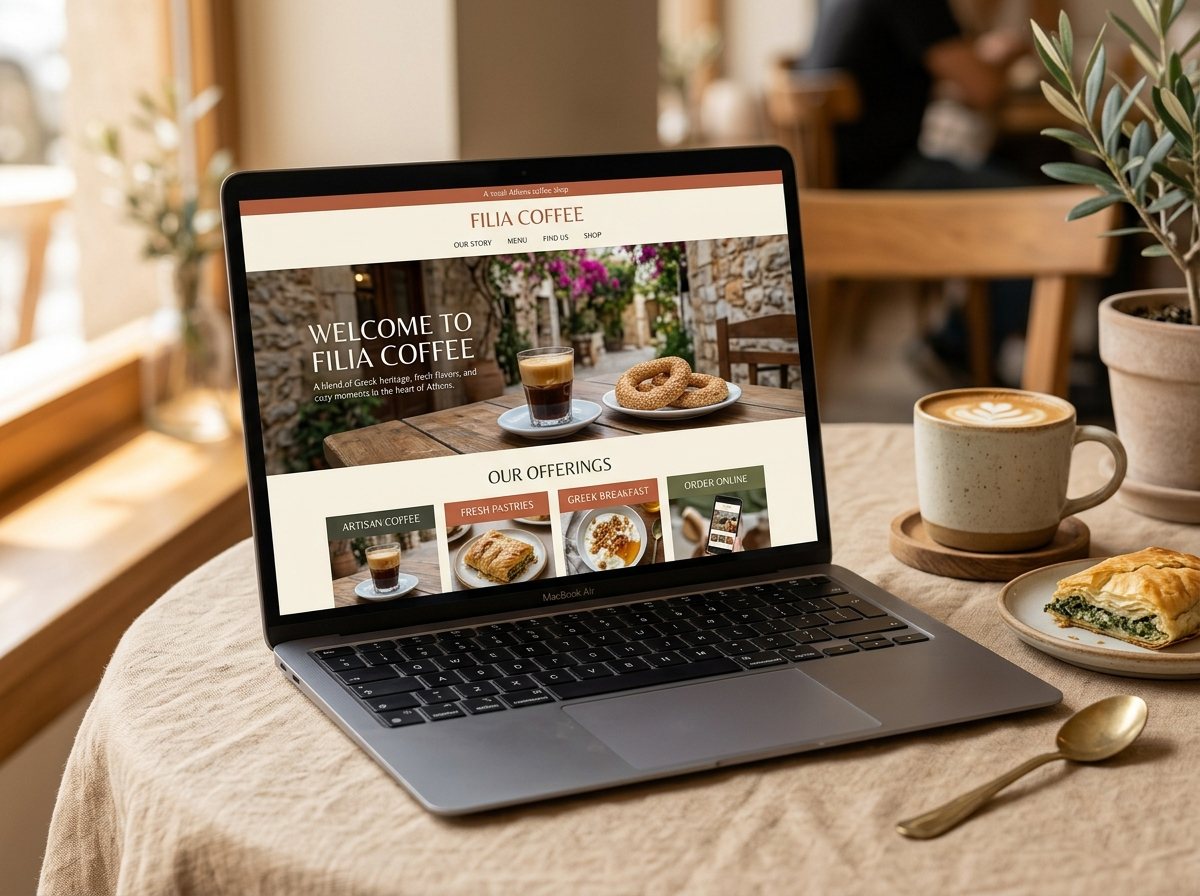 A small Athens coffee shop
FILIA COFFEE
OUR STORY MENU FIND US SHOP
WELCOME TO
FILIA COFFEE
A blend of Greek heritage, fresh flavors, and
cozy moments in the heart of Athens.
OUR OFFERINGS
ARTISAN COFFEE
FRESH PASTRIES
GREEK BREAKFAST
ORDER ONLINE
MacBook Air